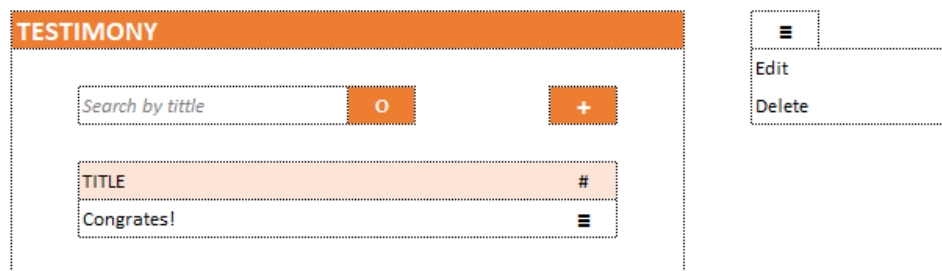 TESTIMONY
≡
Edit
Search by tittle O +
Delete
TITLE #
Congrates! ≡